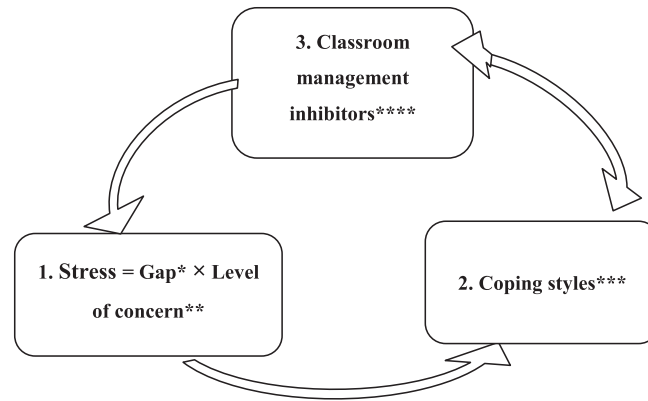 3. Classroom
management
inhibitors****
1. Stress = Gap* × Level
of concern**
2. Coping styles***